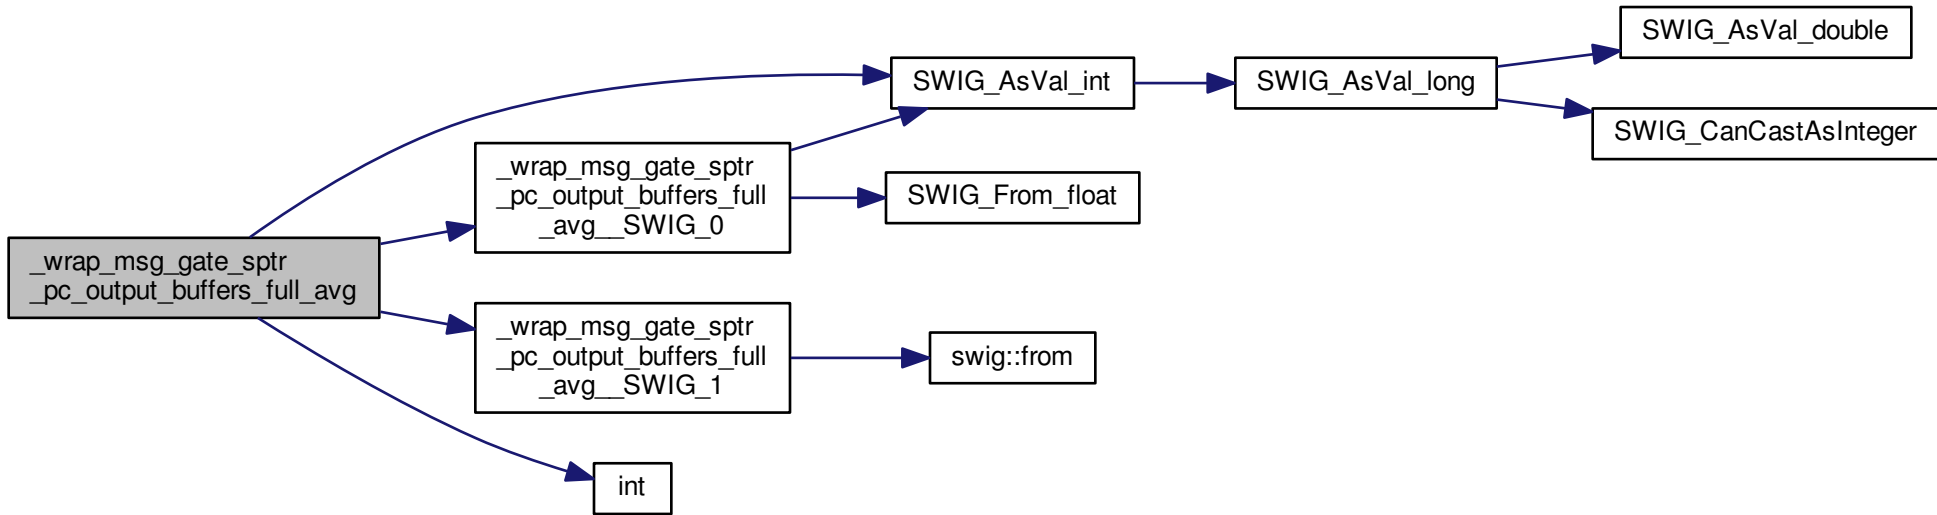 _wrap_msg_gate_sptr
_pc_output_buffers_full_avg
_wrap_msg_gate_sptr
_pc_output_buffers_full
_avg__SWIG_0
_wrap_msg_gate_sptr
_pc_output_buffers_full
_avg__SWIG_1
int
SWIG_AsVal_int
SWIG_From_float
swig::from
SWIG_AsVal_long
SWIG_AsVal_double
SWIG_CanCastAsInteger